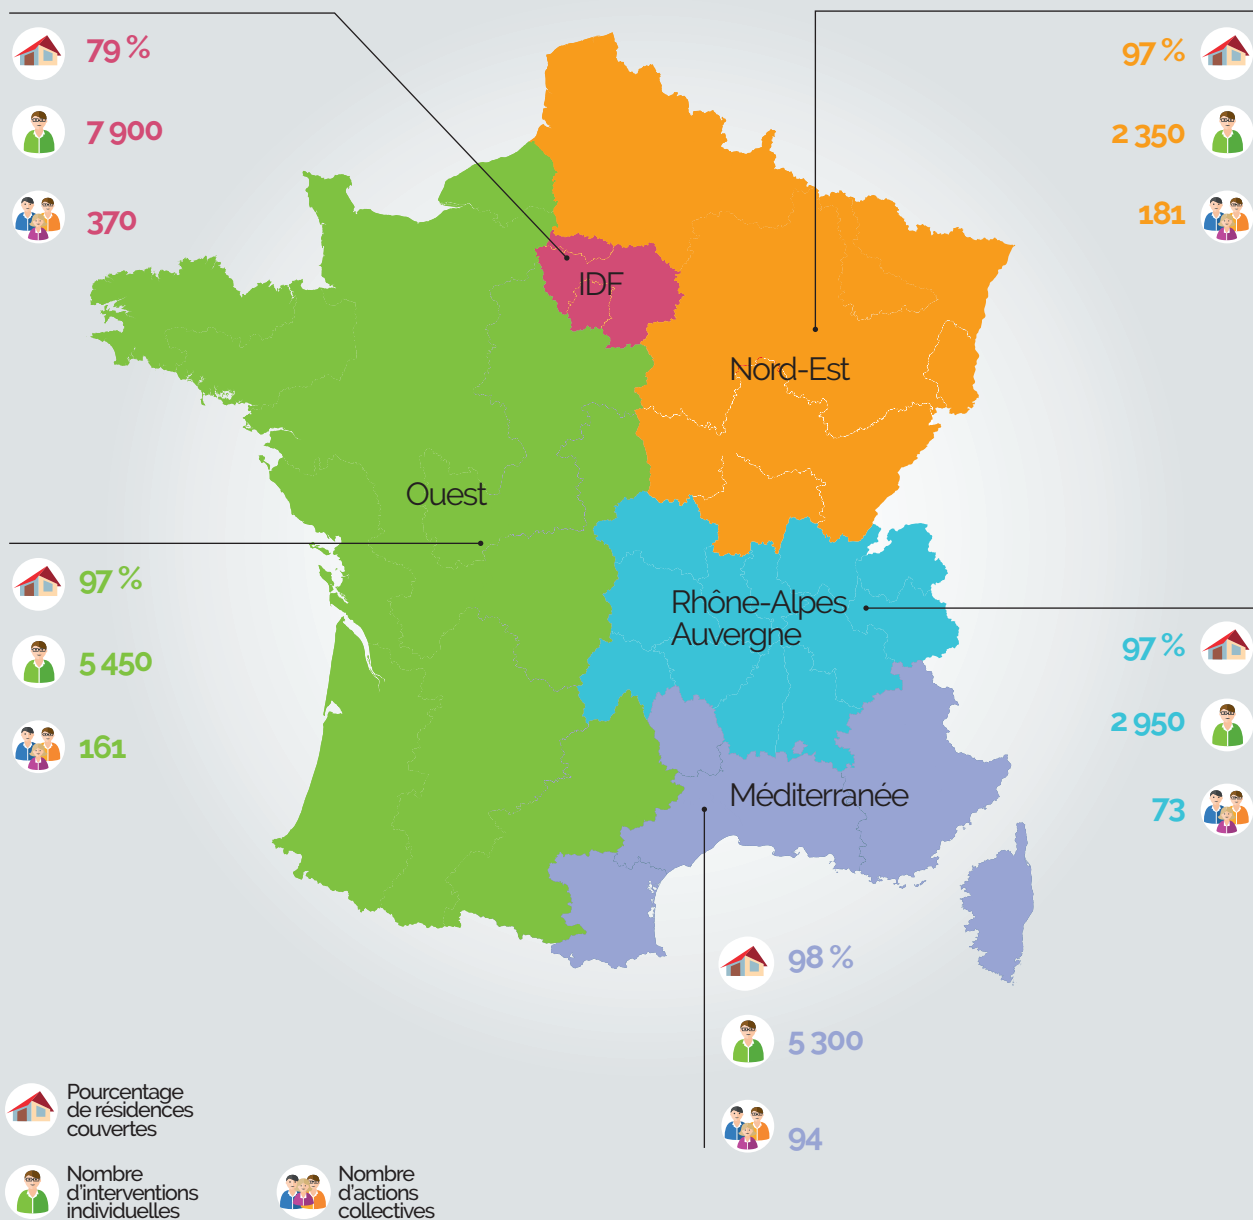 79 %
7 900
370
97 %
2 350
181
IDF
Nord-Est
Ouest
97 %
5 450
161
Rhône-Alpes
Auvergne
97 %
2 950
73
Méditerranée
98 %
5 300
94
Pourcentage
de résidences
couvertes
Nombre
d'interventions
individuelles
Nombre
d'actions
collectives